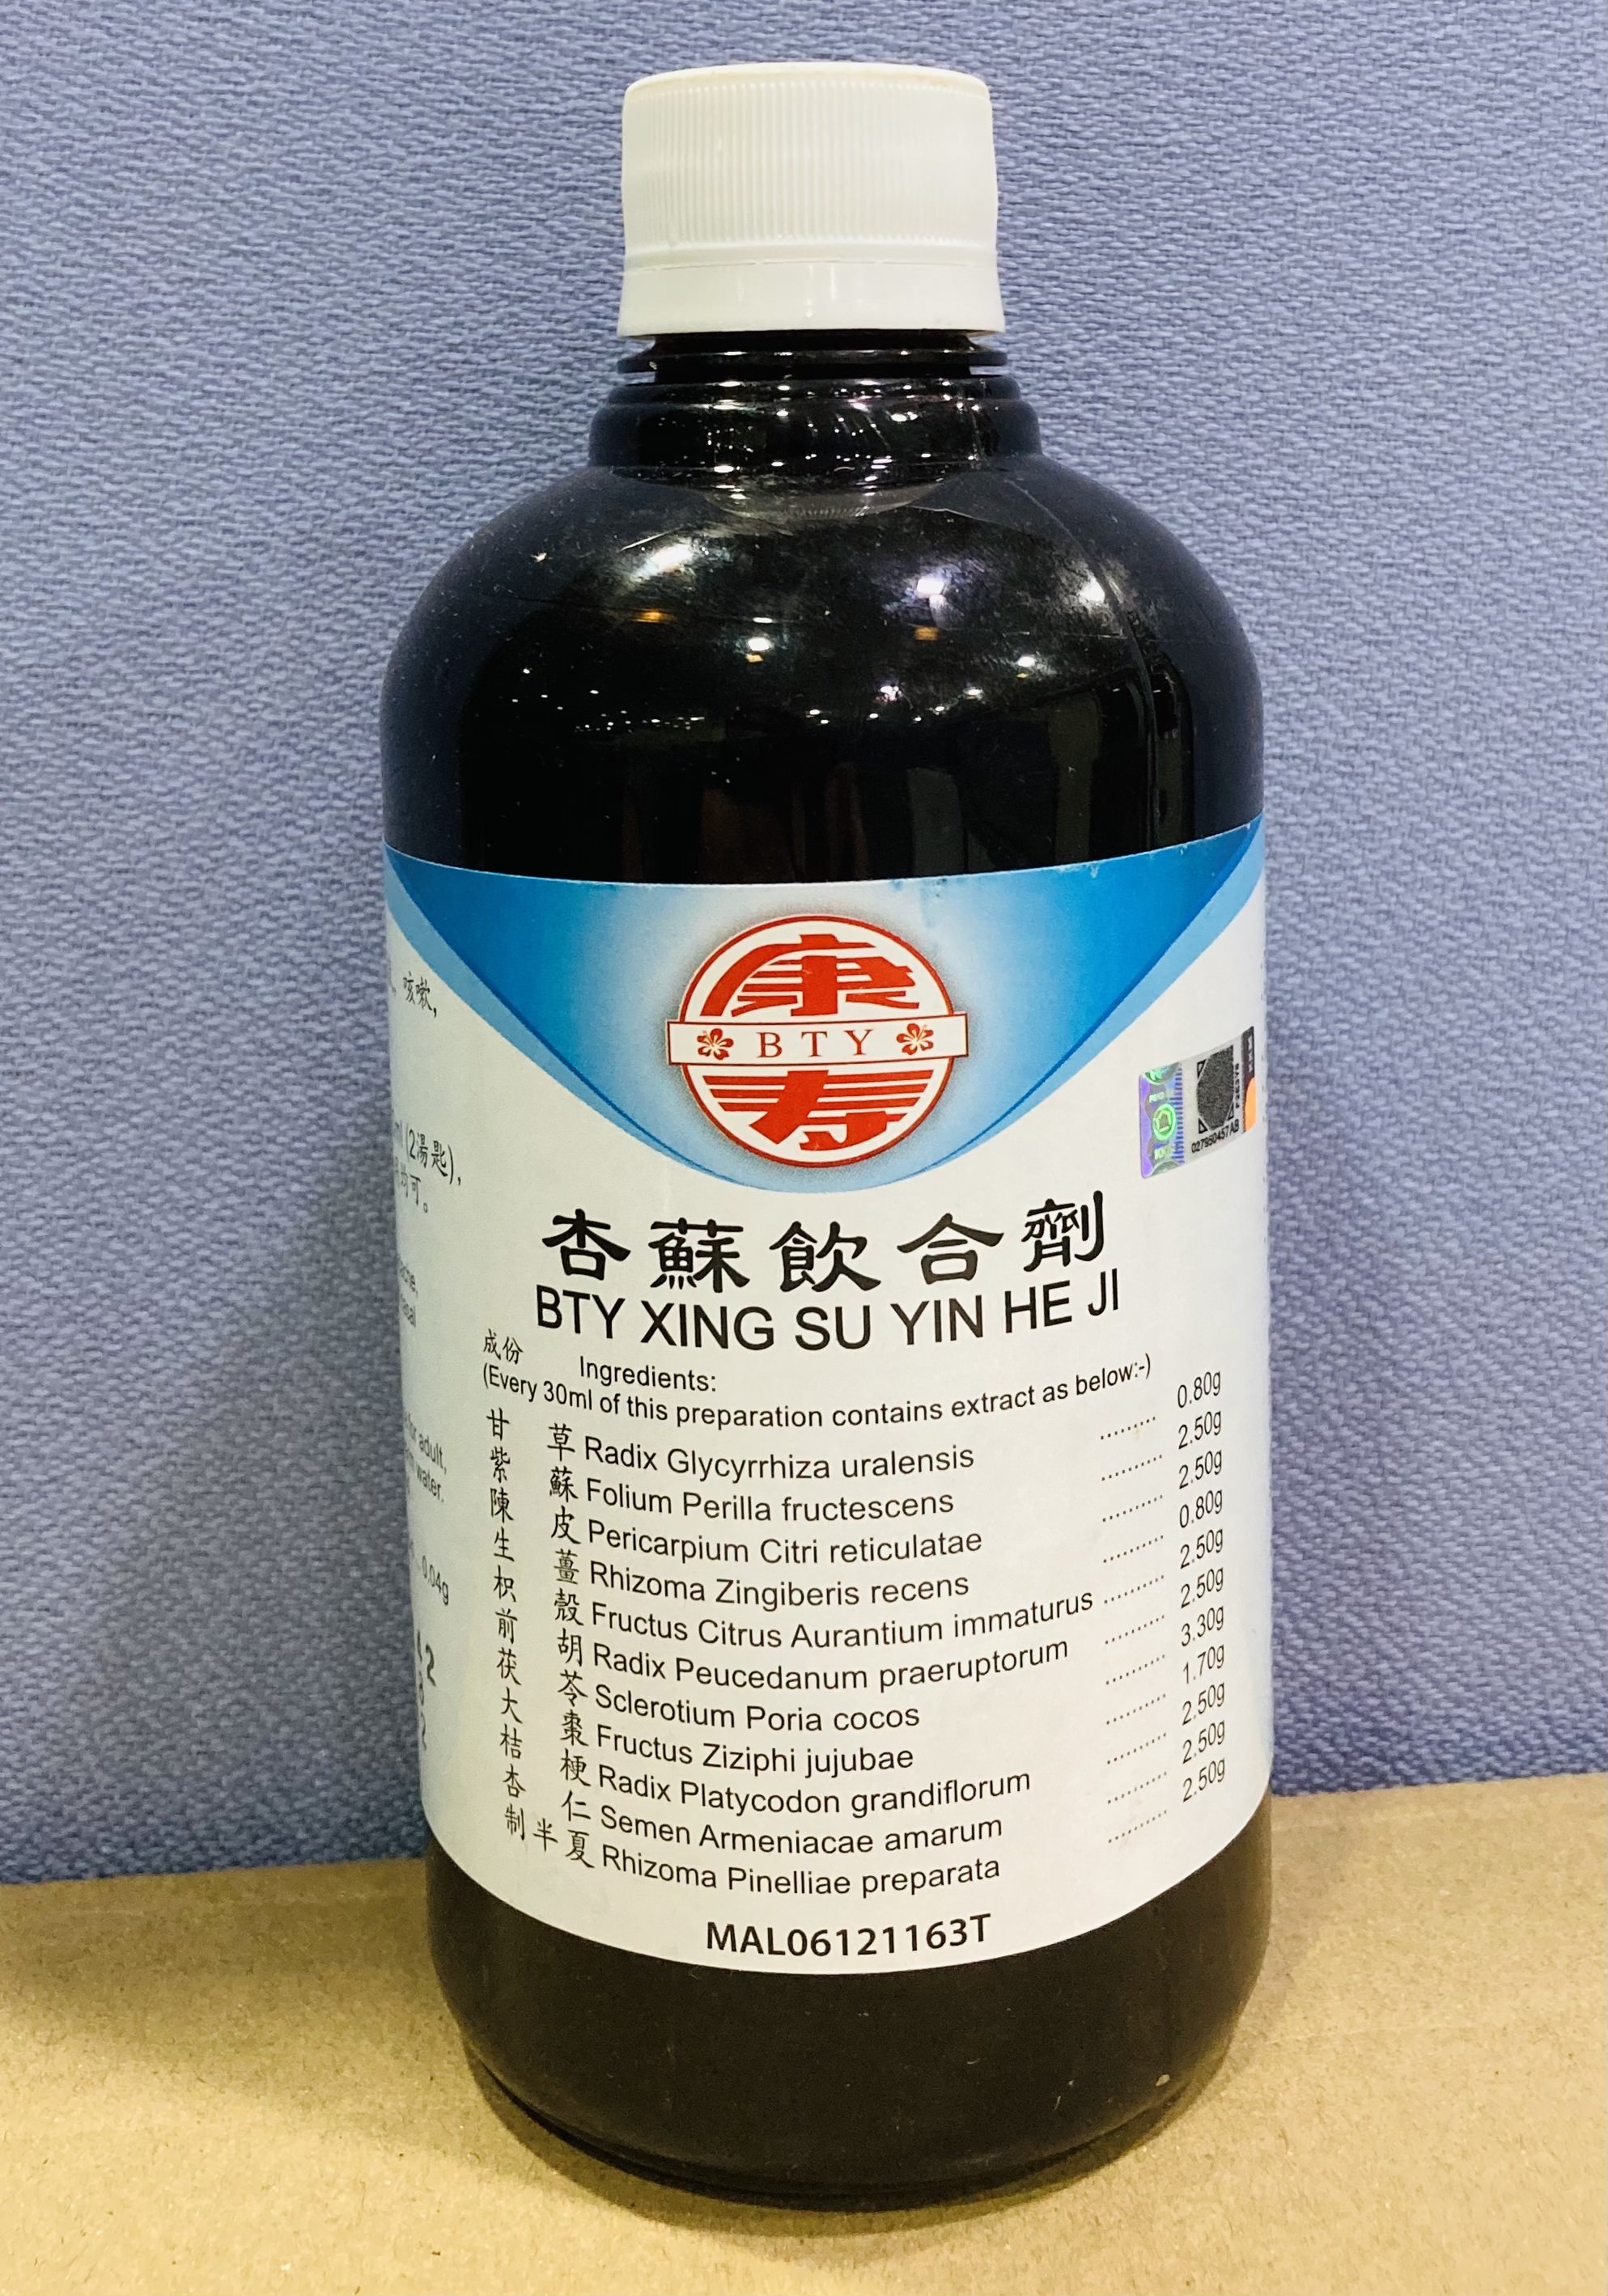 康
BTY
寿
027950457AB
杏蘇飲合劑
BTY XING SU YIN HE JI
成份 Ingredients:
(Every 30ml of this preparation contains extract as below:-)
甘草 Radix Glycyrrhiza uralensis .......... 0.80g
紫蘇 Folium Perilla fructescens .......... 2.50g
陳皮 Pericarpium Citri reticulatae .......... 2.50g
生薑 Rhizoma Zingiberis recens .......... 0.80g
枳殼 Fructus Citrus Aurantium immaturus .......... 2.50g
前胡 Radix Peucedanum praeruptorum .......... 2.50g
茯苓 Sclerotium Poria cocos .......... 3.30g
大棗 Fructus Ziziphi jujubae .......... 1.70g
桔梗 Radix Platycodon grandiflorum .......... 2.50g
杏仁 Semen Armeniacae amarum .......... 2.50g
制半夏 Rhizoma Pinelliae preparata .......... 2.50g
MAL06121163T
咳嗽,
(2湯匙),
均可。
adult,
water.
0.04g